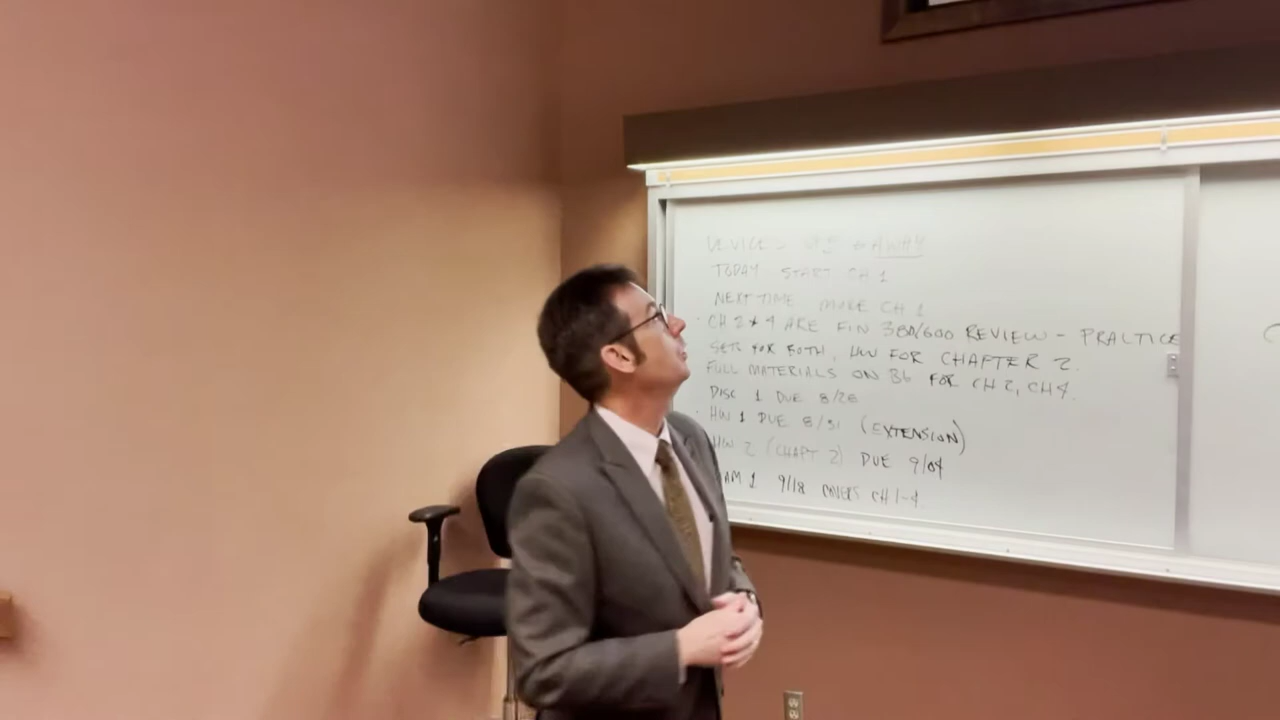 DEVICE - AWAY
TODAY START CH 1
NEXT TIME MORE CH 1
· CH 2 & 4 ARE FIN 380/600 REVIEW - PRACTICE
SETS FOR BOTH, HW FOR CHAPTER 2.
FULL MATERIALS ON Bb FOR CH 2, CH 4.
DISC 1 DUE 8/28
· HW 1 DUE 8/31 (EXTENSION)
HW 2 (CHAPT 2) DUE 9/04
AM 1 9/18 COVERS CH 1-4.